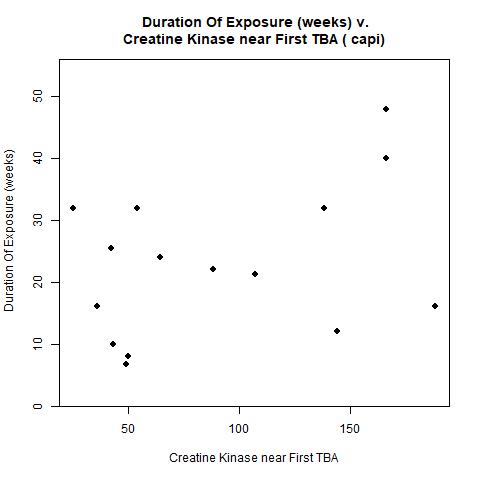 Duration Of Exposure (weeks) v.
Creatine Kinase near First TBA ( capi)
Duration Of Exposure (weeks)
50
40
30
20
10
0
50 100 150
Creatine Kinase near First TBA